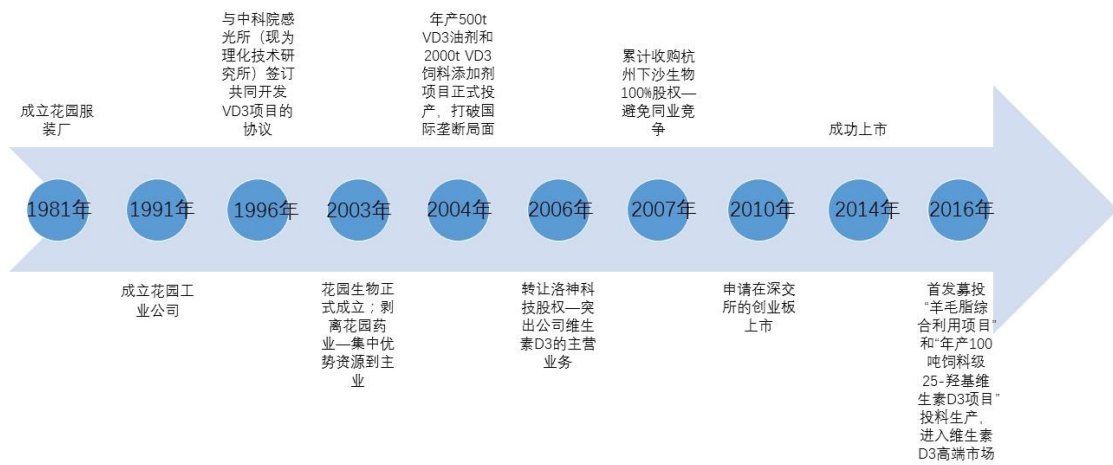 成立花园服
装厂
1981年
1991年
成立花园工
业公司
与中科院感
光所（现为
理化技术研
究所）签订
共同开发
VD3项目的
协议
1996年
2003年
花园生物正
式成立；剥
离花园药
业—集中优
势资源到主
业
年产500t
VD3油剂和
2000t VD3
饲料添加剂
项目正式投
产，打破国
际垄断局面
2004年
2006年
转让洛神科
技股权—突
出公司维生
素D3的主营
业务
累计收购杭
州下沙生物
100%股权—
避免同业竞
争
2007年
2010年
申请在深交
所的创业板
上市
成功上市
2014年
2016年
首发募投
“羊毛脂综
合利用项目”
和“年产100
吨饲料级
25-羟基维
生素D3项目”
投料生产，
进入维生素
D3高端市场